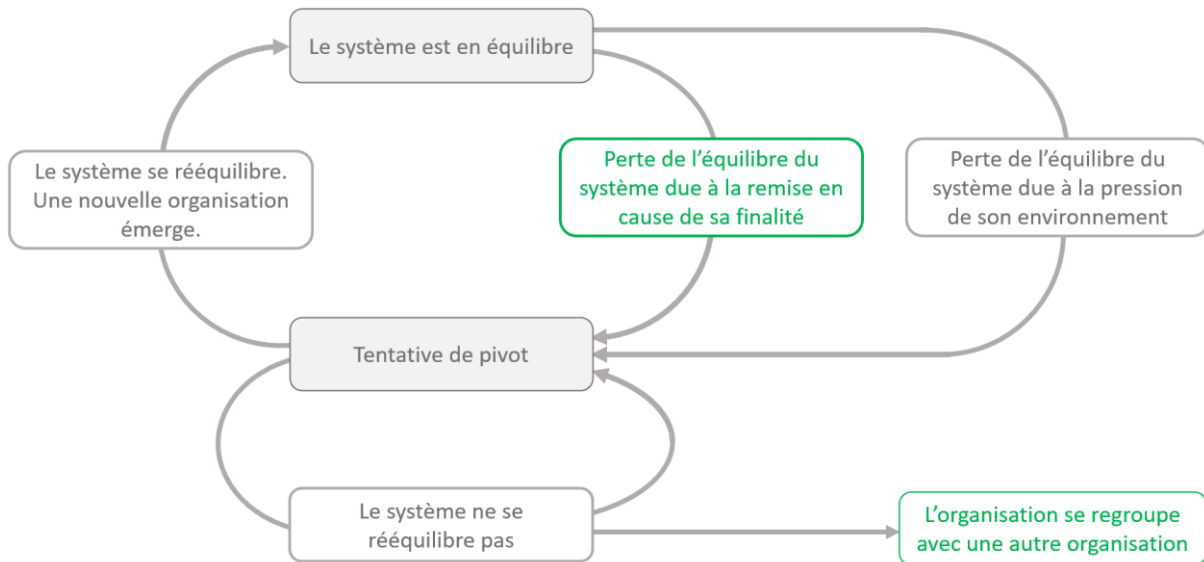 Le système est en équilibre
Le système se rééquilibre.
Une nouvelle organisation
émerge.
Perte de l’équilibre du
système due à la remise en
cause de sa finalité
Perte de l’équilibre du
système due à la pression
de son environnement
Tentative de pivot
Le système ne se
rééquilibre pas
L’organisation se regroupe
avec une autre organisation